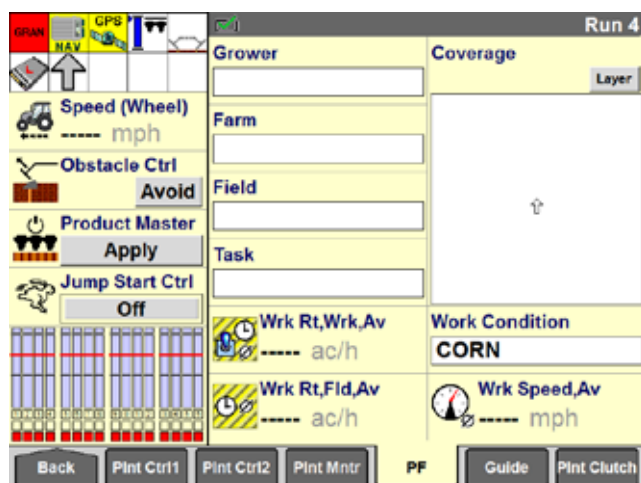 GRAN
NAV
GPS
Run 4
Speed (Wheel)
----- mph
Obstacle Ctrl
Avoid
Product Master
Apply
Jump Start Ctrl
Off
Grower
Farm
Field
Task
Wrk Rt,Wrk,Av
----- ac/h
Wrk Rt,Fld,Av
----- ac/h
Coverage
Layer
Work Condition
CORN
Wrk Speed,Av
----- mph
Back
Plnt Ctrl1
Plnt Ctrl2
Plnt Mntr
PF
Guide
Plnt Clutch